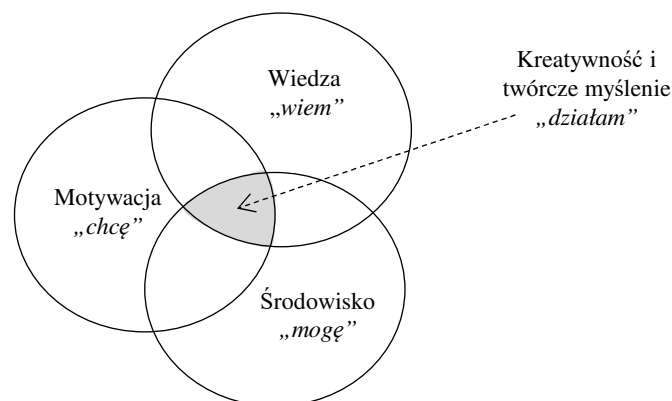 Wiedza
„wiem”
Kreatywność i
twórcze myślenie
„działam”
Motywacja
„chcę”
Środowisko
„mogę”